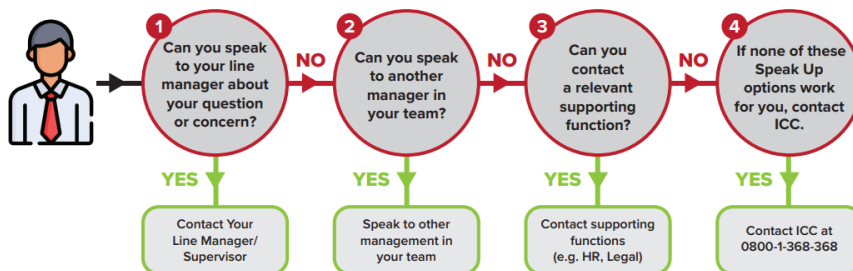 1
Can you speak
to your line
manager about
your question
or concern?
NO
2
Can you speak
to another
manager in
your team?
NO
3
Can you
contact
a relevant
supporting
function?
NO
4
If none of these
Speak Up
options work
for you, contact
ICC.
YES
Contact Your
Line Manager/
Supervisor
YES
Speak to other
management in
your team
YES
Contact supporting
functions
(e.g. HR, Legal)
YES
Contact ICC at
0800-1-368-368